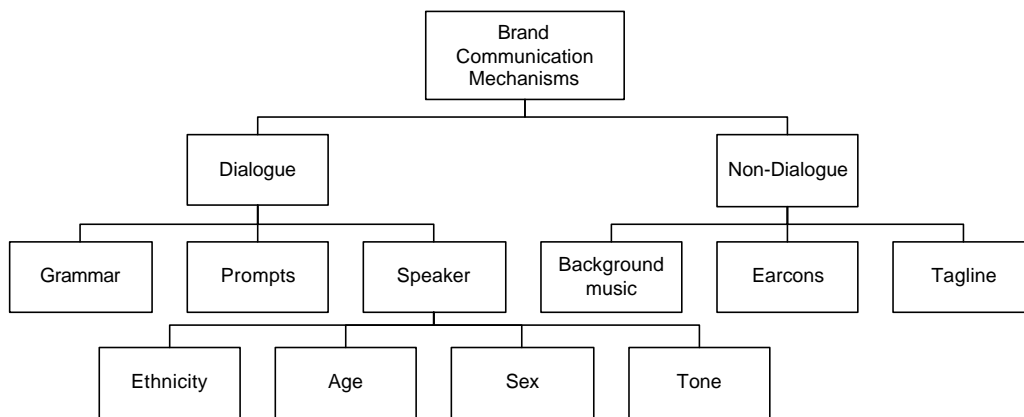 Brand
Communication
Mechanisms
Dialogue
Non-Dialogue
Grammar
Prompts
Speaker
Background
music
Earcons
Tagline
Ethnicity
Age
Sex
Tone